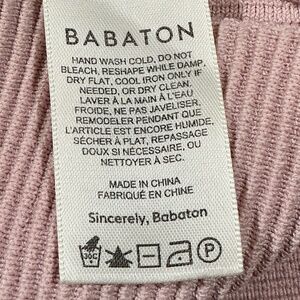 BABATON
HAND WASH COLD, DO NOT
BLEACH, RESHAPE WHILE DAMP,
DRY FLAT, COOL IRON ONLY IF
NEEDED, OR DRY CLEAN.
LAVER À LA MAIN À L'EAU
FROIDE, NE PAS JAVELISER,
REMODELER PENDANT QUE
L'ARTICLE EST ENCORE HUMIDE,
SÉCHER À PLAT, REPASSAGE
DOUX SI NÉCESSAIRE, OU
NETTOYER À SEC.
MADE IN CHINA
FABRIQUÉ EN CHINE
Sincerely, Babaton
30C P